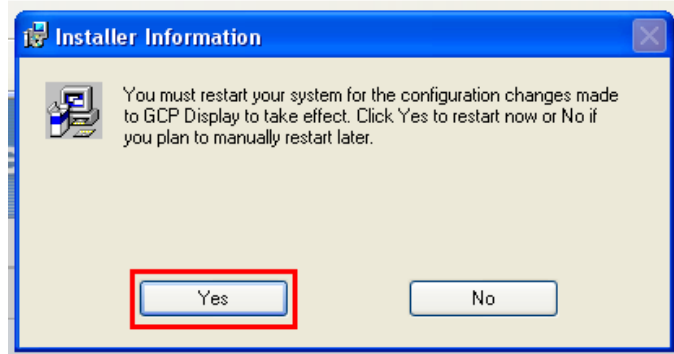 Installer Information
You must restart your system for the configuration changes made
to GCP Display to take effect. Click Yes to restart now or No if
you plan to manually restart later.
Yes
No